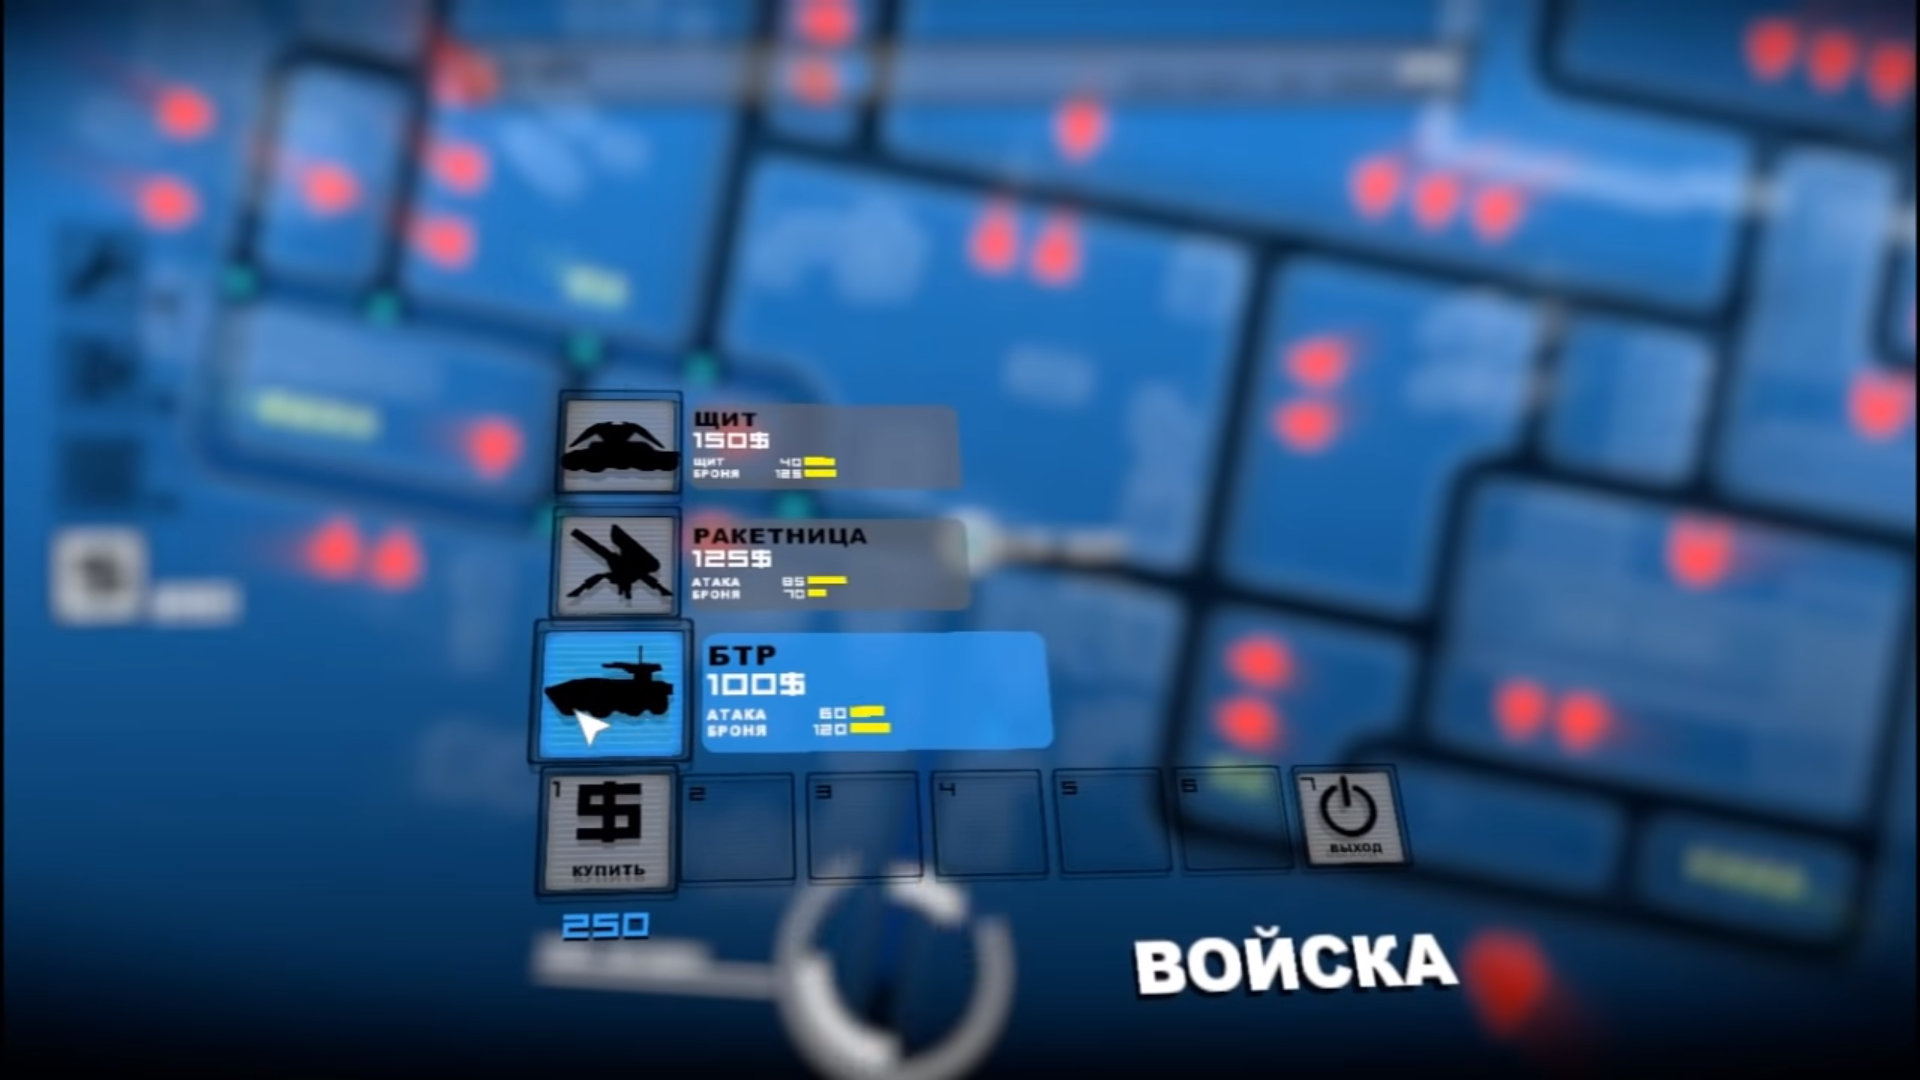 ЩИТ
150$
ЩИТ 40
БРОНЯ 125
РАКЕТНИЦА
125$
АТАКА 85
БРОНЯ 70
БТР
100$
АТАКА 60
БРОНЯ 120
1 2 3 4 5 6 7
$
КУПИТЬ
ВЫХОД
250
ВОЙСКА